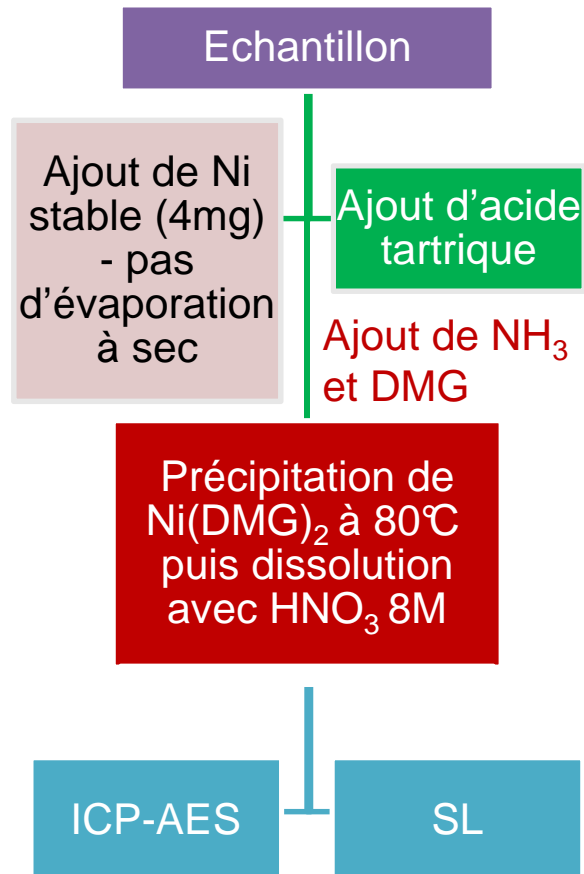 Echantillon
Ajout de Ni
stable (4mg)
- pas
d'évaporation
à sec
Ajout d'acide
tartrique
Ajout de NH₃
et DMG
Précipitation de
Ni(DMG)₂ à 80°C
puis dissolution
avec HNO₃ 8M
ICP-AES
SL